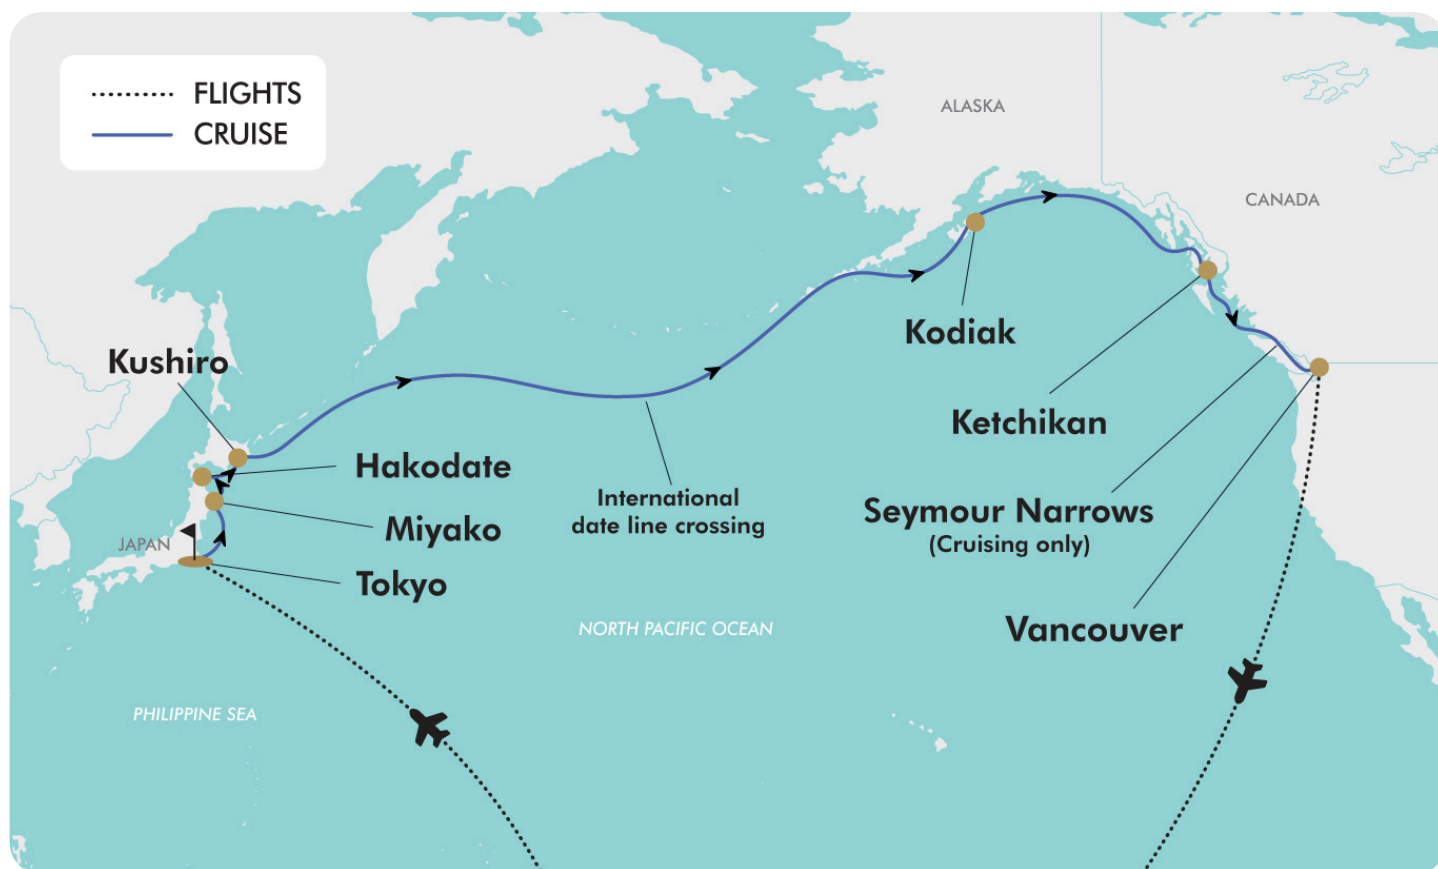 FLIGHTS
CRUISE
ALASKA
CANADA
Kushiro
Kodiak
Ketchikan
Hakodate
International
date line crossing
Seymour Narrows
(Cruising only)
Miyako
JAPAN
Tokyo
NORTH PACIFIC OCEAN
Vancouver
PHILIPPINE SEA